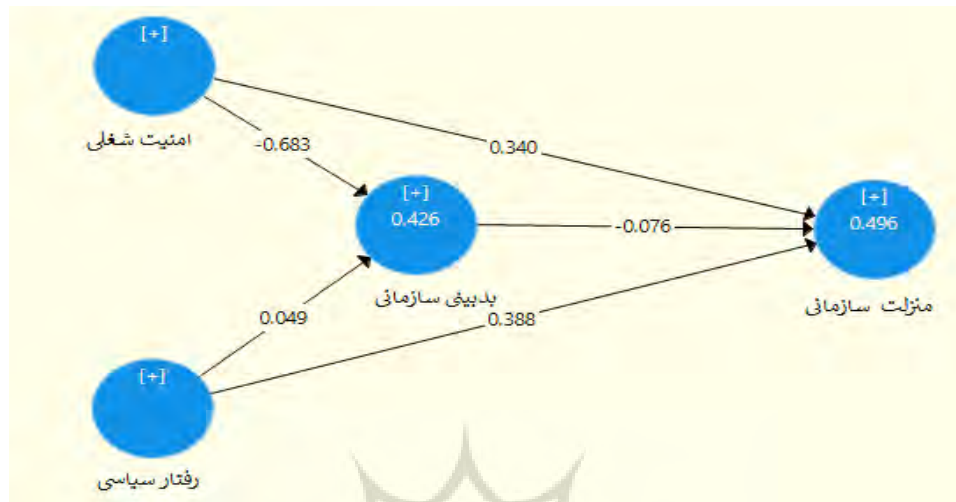 [+]
امنیت شغلی
-0.683
0.340
[+]
0.426
بدبینی سازمانی
-0.076
[+]
0.496
منزلت سازمانی
0.049
0.388
[+]
رفتار سیاسی